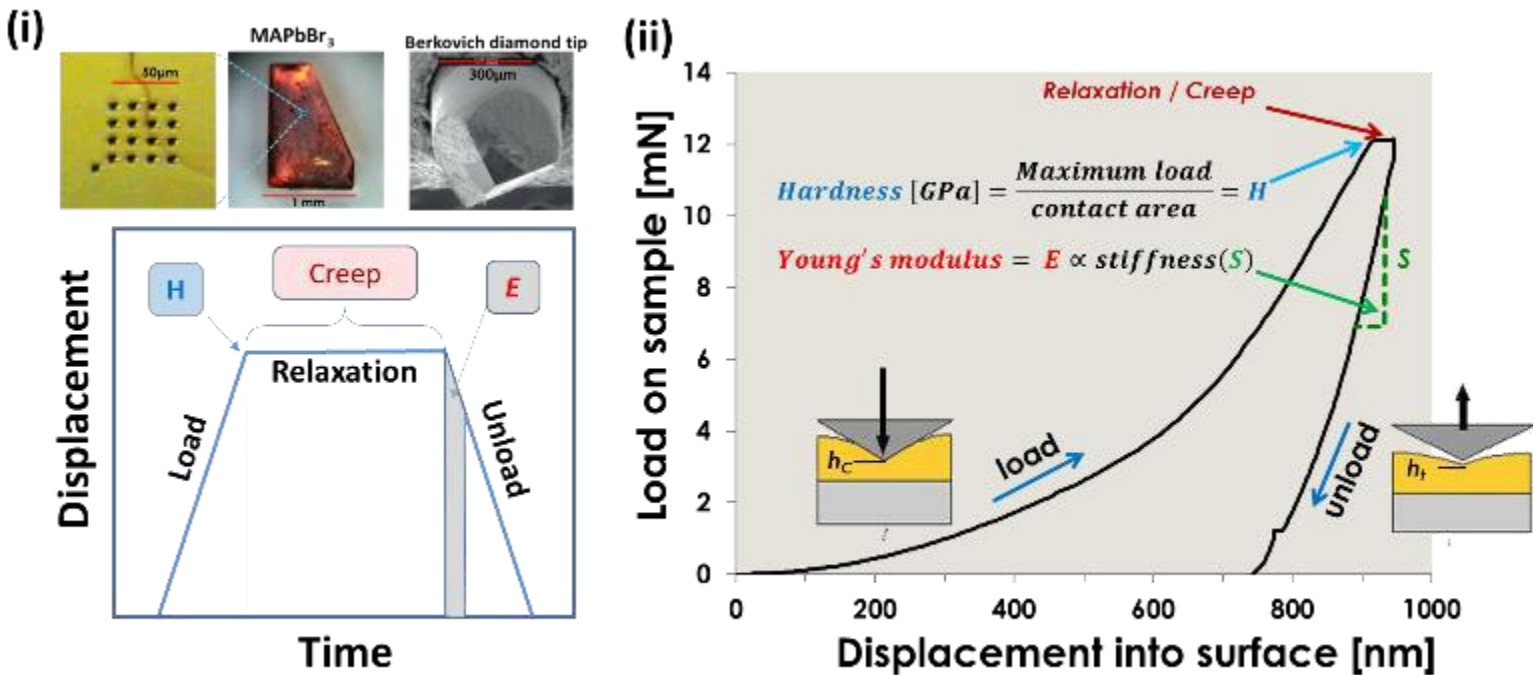 (i)
MAPbBr3
Berkovich diamond tip
50µm
300µm
1 mm
H
Creep
E
Relaxation
Load
Unload
Displacement
Time
(ii)
14
12
10
8
6
4
2
0
Load on sample [mN]
Relaxation / Creep
Hardness [GPa] = Maximum load / contact area = H
Young's modulus = E ∝ stiffness(S)
S
load
unload
hc
ht
0
200
400
600
800
1000
Displacement into surface [nm]